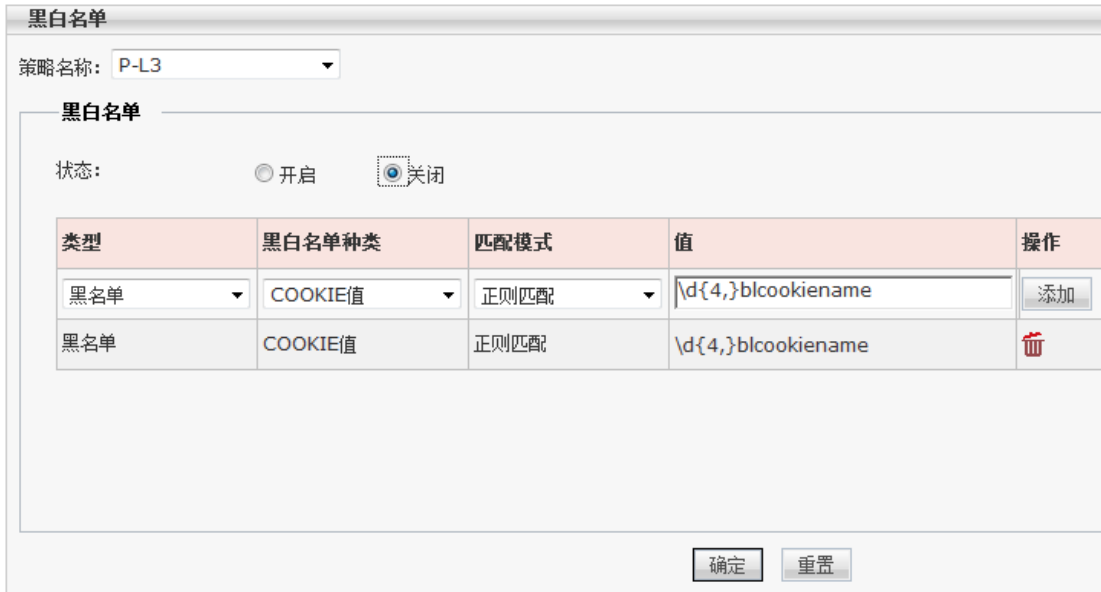 黑白名单
策略名称: P-L3
黑白名单
状态: 开启 关闭
类型 黑白名单种类 匹配模式 值 操作
黑名单 COOKIE值 正则匹配 \d{4,}blcookiename 添加
黑名单 COOKIE值 正则匹配 \d{4,}blcookiename
确定 重置